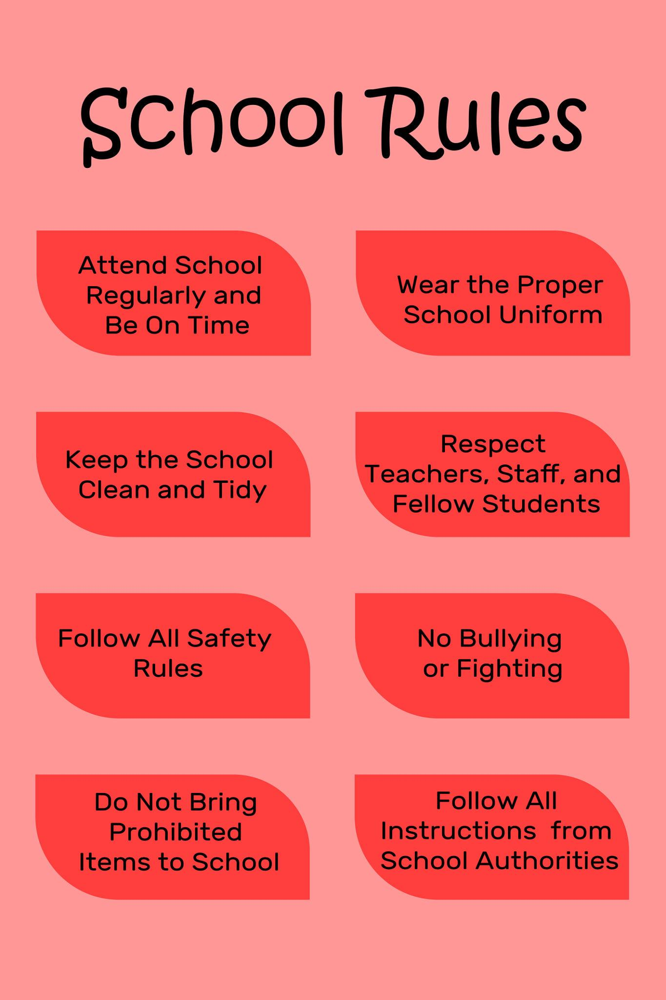 School Rules
Attend School
Regularly and
Be On Time
Wear the Proper
School Uniform
Keep the School
Clean and Tidy
Respect
Teachers, Staff, and
Fellow Students
Follow All Safety
Rules
No Bullying
or Fighting
Do Not Bring
Prohibited
Items to School
Follow All
Instructions  from
School Authorities